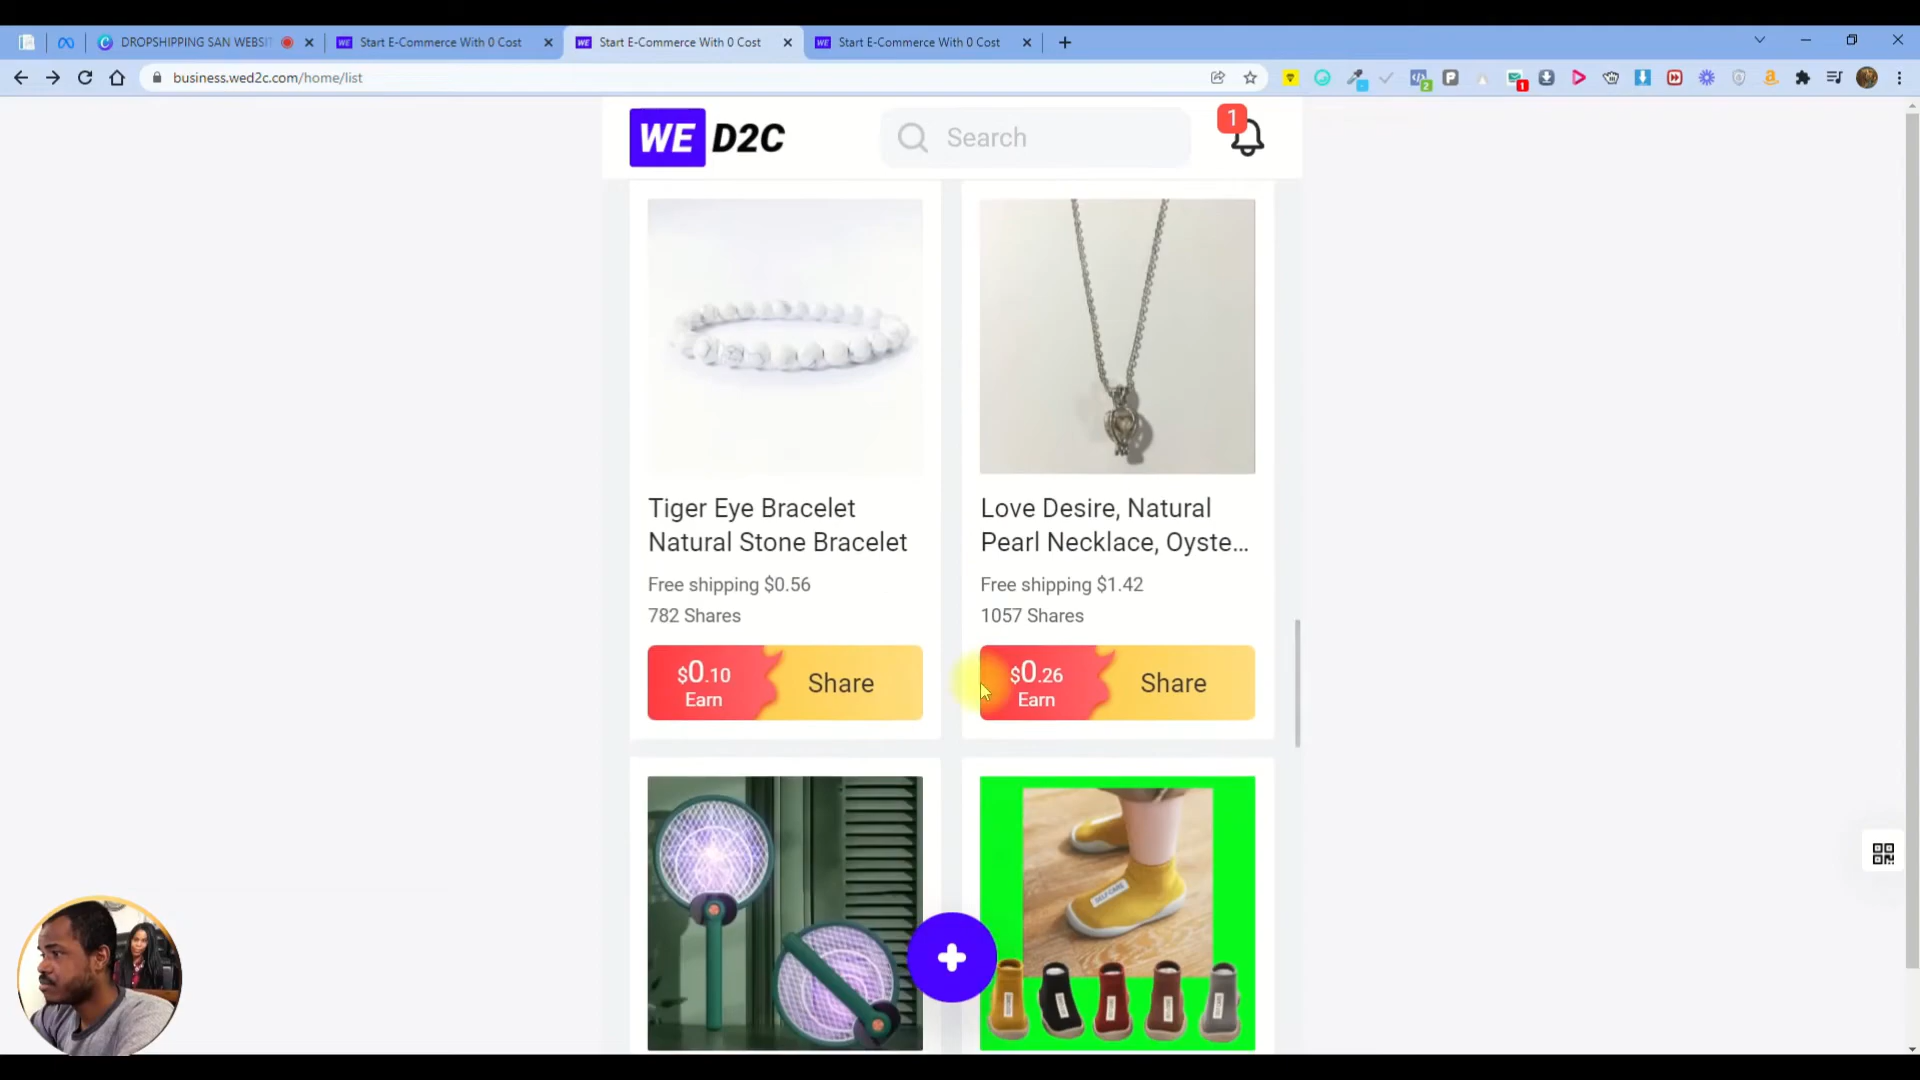 DROPSHIPPING SAN WEBSIT
Start E-Commerce With 0 Cost
Start E-Commerce With 0 Cost
Start E-Commerce With 0 Cost
business.wed2c.com/home/list
2
1
WE D2C
Search
1
Tiger Eye Bracelet
Natural Stone Bracelet
Free shipping $0.56
782 Shares
$0.10
Earn
Share
Love Desire, Natural
Pearl Necklace, Oyste...
Free shipping $1.42
1057 Shares
$0.26
Earn
Share